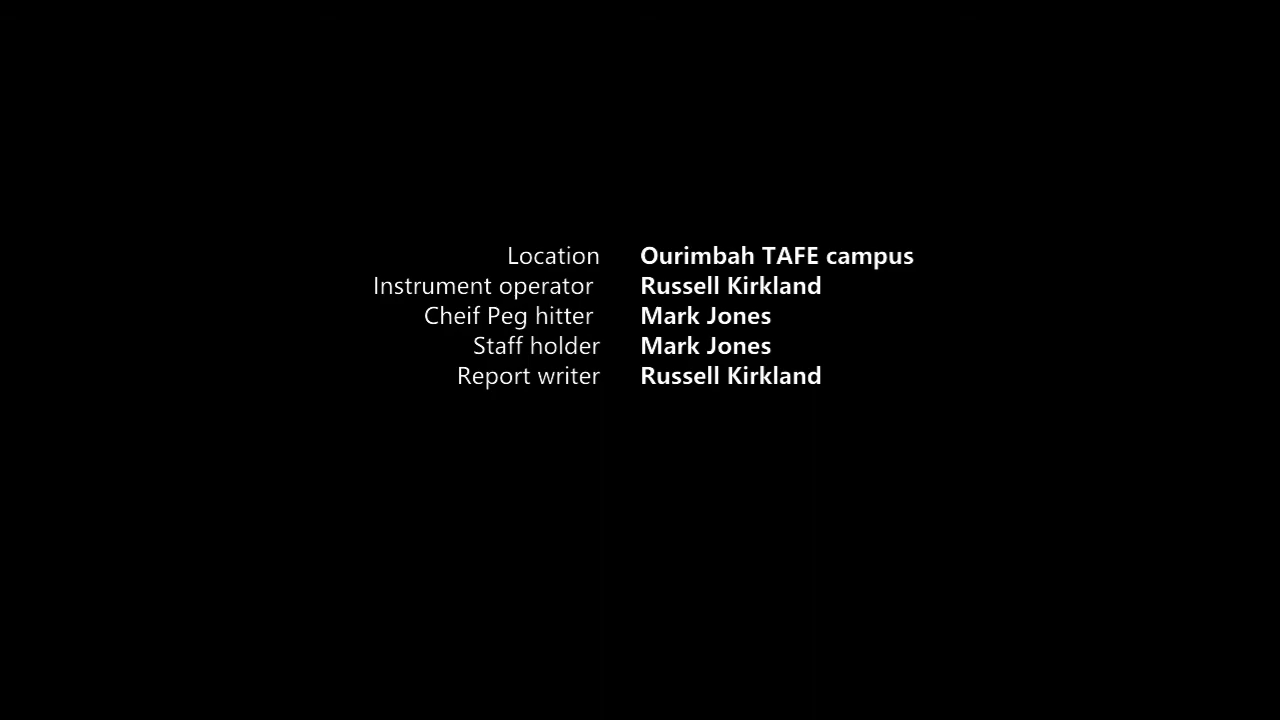 Location Ourimbah TAFE campus
Instrument operator Russell Kirkland
Cheif Peg hitter Mark Jones
Staff holder Mark Jones
Report writer Russell Kirkland